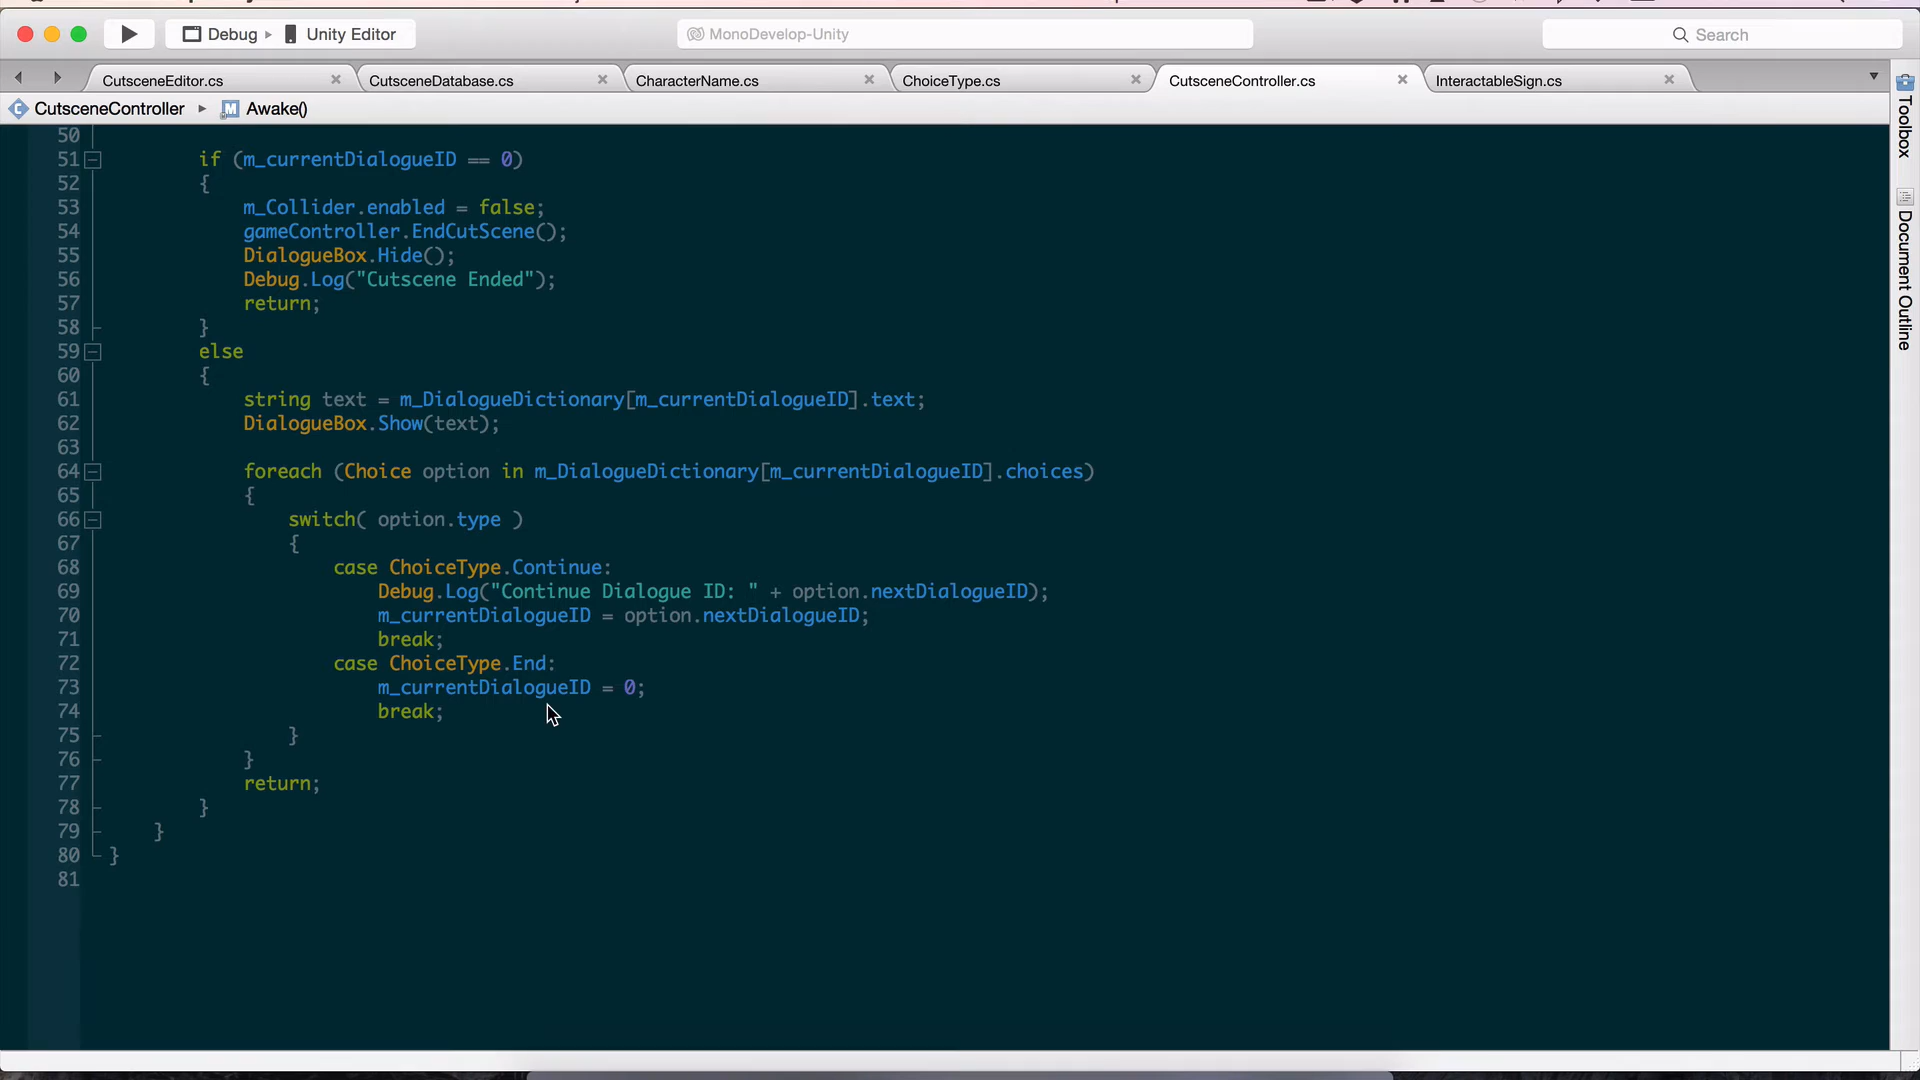 Debug Unity Editor MonoDevelop-Unity Search
CutsceneEditor.cs CutsceneDatabase.cs CharacterName.cs ChoiceType.cs CutsceneController.cs InteractableSign.cs
CutsceneController Awake()
Toolbox
Document Outline
50
51 if (m_currentDialogueID == 0)
52 {
53 m_Collider.enabled = false;
54 gameController.EndCutScene();
55 DialogueBox.Hide();
56 Debug.Log("Cutscene Ended");
57 return;
58 }
59 else
60 {
61 string text = m_DialogueDictionary[m_currentDialogueID].text;
62 DialogueBox.Show(text);
63
64 foreach (Choice option in m_DialogueDictionary[m_currentDialogueID].choices)
65 {
66 switch( option.type )
67 {
68 case ChoiceType.Continue:
69 Debug.Log("Continue Dialogue ID: " + option.nextDialogueID);
70 m_currentDialogueID = option.nextDialogueID;
71 break;
72 case ChoiceType.End:
73 m_currentDialogueID = 0;
74 break;
75 }
76 }
77 return;
78 }
79 }
80 }
81